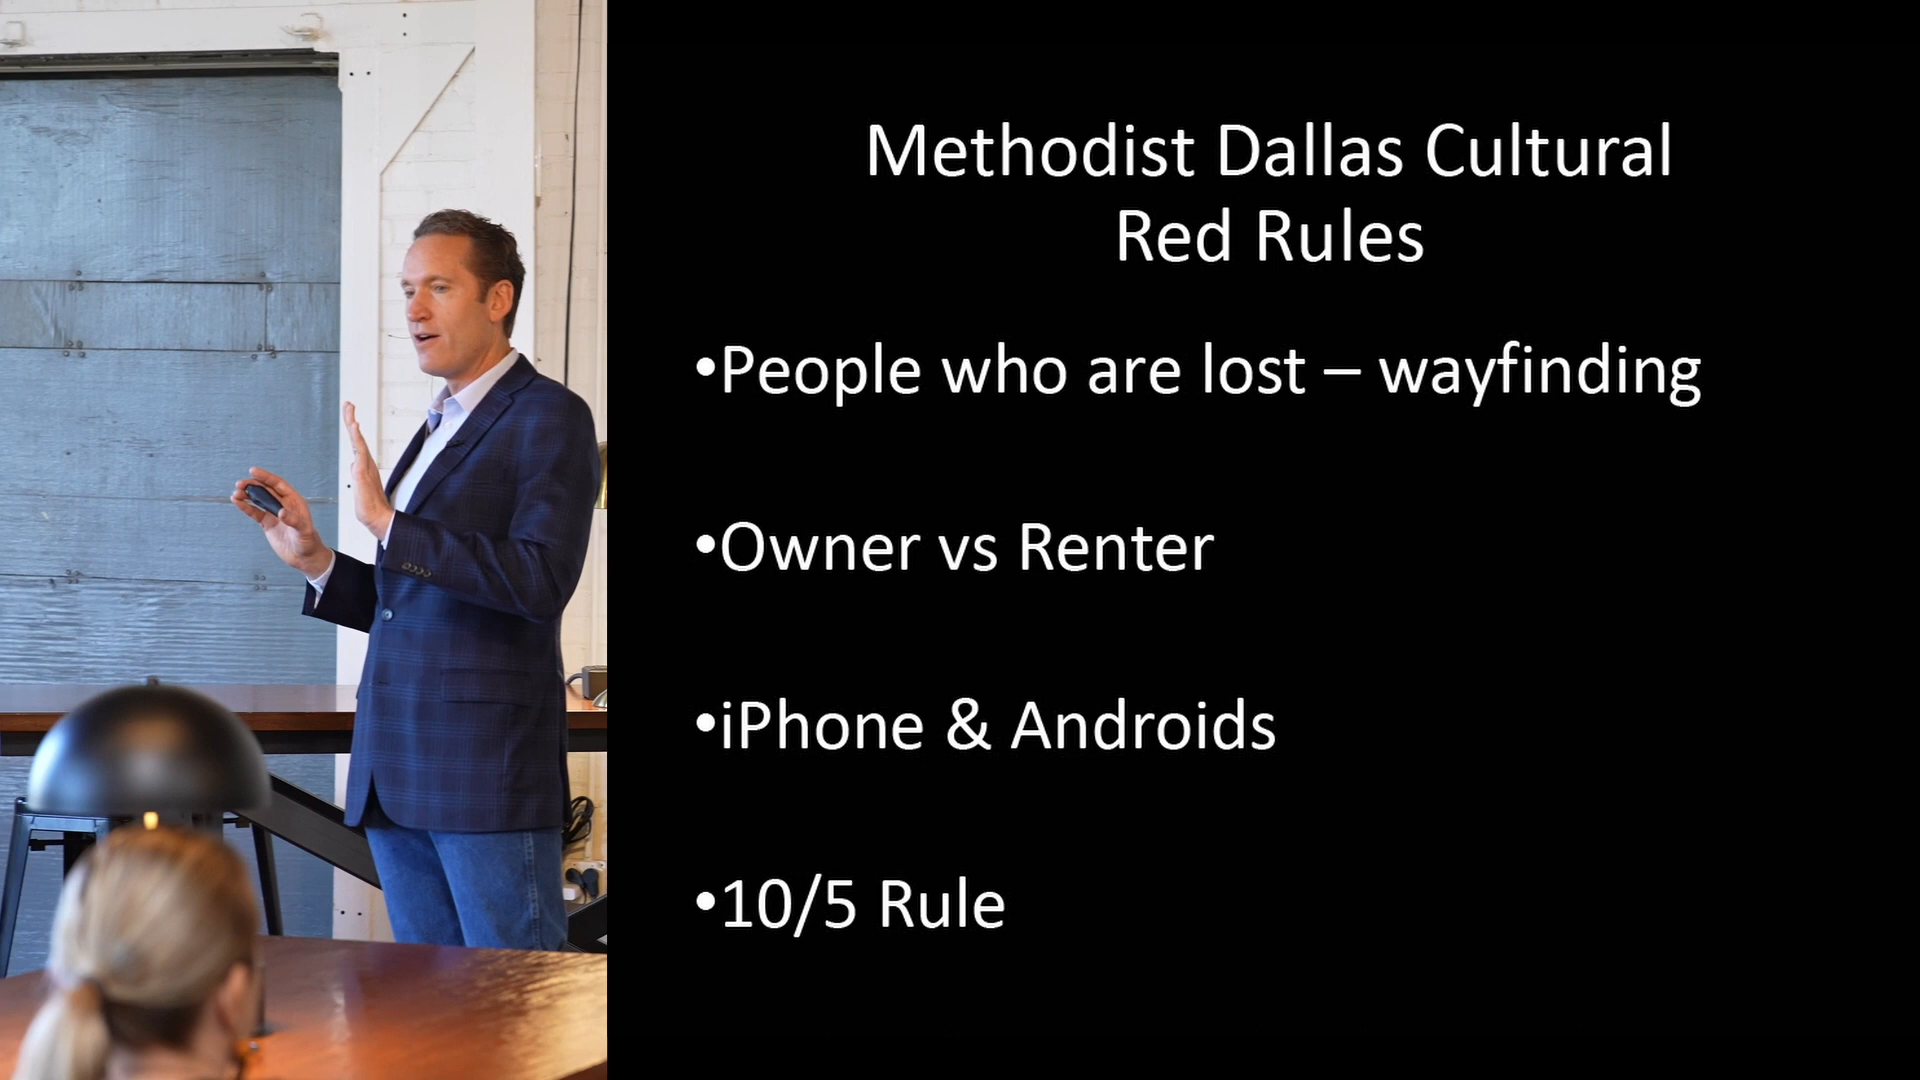 Methodist Dallas Cultural
Red Rules
•People who are lost – wayfinding
•Owner vs Renter
•iPhone & Androids
•10/5 Rule